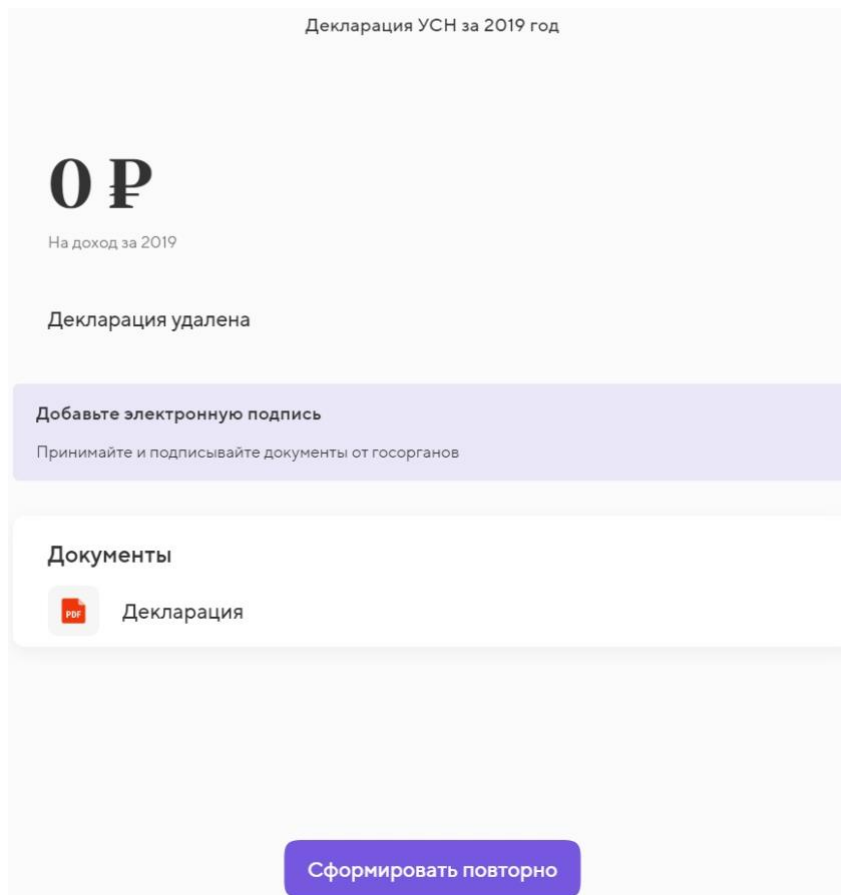 Декларация УСН за 2019 год
0 ₽
На доход за 2019
Декларация удалена
Добавьте электронную подпись
Принимайте и подписывайте документы от госорганов
Документы
PDF Декларация
Сформировать повторно